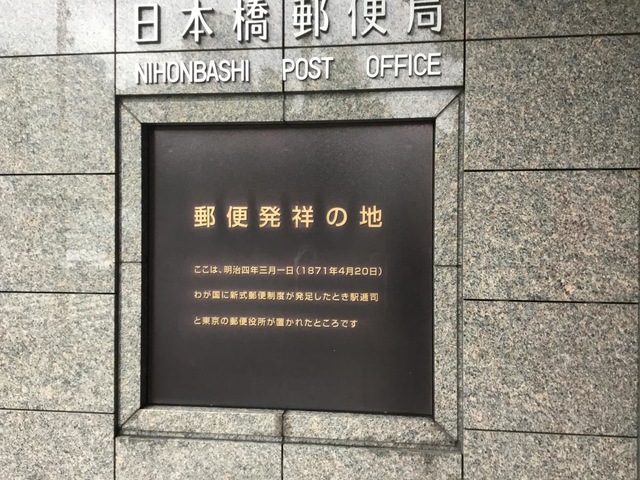 日本橋郵便局
NIHONBASHI POST OFFICE
郵便発祥の地
ここは、明治四年三月一日(1871年4月20日)
わが国に新式郵便制度が発足したとき駅逓司
と東京の郵便役所が置かれたところです